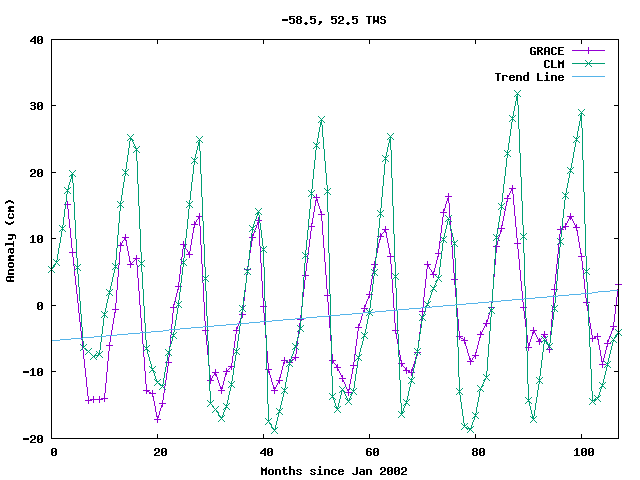 -58.5, 52.5 TWS
GRACE
CLM
Trend Line
40
30
20
10
0
-10
-20
Anomaly (cm)
0 20 40 60 80 100
Months since Jan 2002